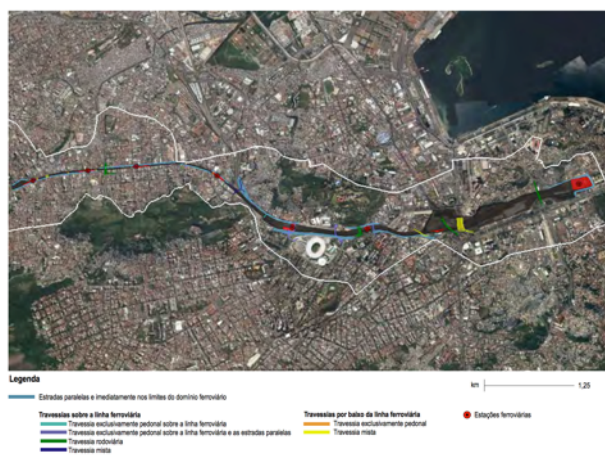 Legenda
km 1,25
Estradas paralelas e imediatamente nos limites do domínio ferroviário
Travessias sobre a linha ferroviária
Travessia exclusivamente pedonal sobre a linha ferroviária
Travessia exclusivamente pedonal sobre a linha ferroviária e as estradas paralelas
Travessia rodoviária
Travessia mista
Travessias por baixo da linha ferroviária
Travessia exclusivamente pedonal
Travessia mista
Estações ferroviárias